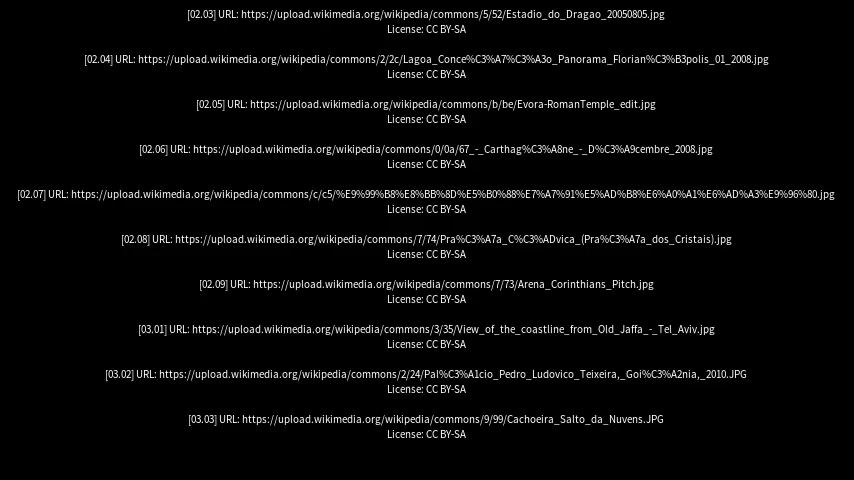 [02.03] URL: https://upload.wikimedia.org/wikipedia/commons/5/52/Estadio_do_Dragao_20050805.jpg
License: CC BY-SA
[02.04] URL: https://upload.wikimedia.org/wikipedia/commons/2/2c/Lagoa_Conce%C3%A7%C3%A3o_Panorama_Florian%C3%B3polis_01_2008.jpg
License: CC BY-SA
[02.05] URL: https://upload.wikimedia.org/wikipedia/commons/b/be/Evora-RomanTemple_edit.jpg
License: CC BY-SA
[02.06] URL: https://upload.wikimedia.org/wikipedia/commons/0/0a/67_-_Carthag%C3%A8ne_-_D%C3%A9cembre_2008.jpg
License: CC BY-SA
[02.07] URL: https://upload.wikimedia.org/wikipedia/commons/c/c5/%E9%99%B8%E8%BB%8D%E5%B0%88%E7%A7%91%E5%AD%B8%E6%A0%A1%E6%AD%A3%E9%96%80.jpg
License: CC BY-SA
[02.08] URL: https://upload.wikimedia.org/wikipedia/commons/7/74/Pra%C3%A7a_C%C3%ADvica_(Pra%C3%A7a_dos_Cristais).jpg
License: CC BY-SA
[02.09] URL: https://upload.wikimedia.org/wikipedia/commons/7/73/Arena_Corinthians_Pitch.jpg
License: CC BY-SA
[03.01] URL: https://upload.wikimedia.org/wikipedia/commons/3/35/View_of_the_coastline_from_Old_Jaffa_-_Tel_Aviv.jpg
License: CC BY-SA
[03.02] URL: https://upload.wikimedia.org/wikipedia/commons/2/24/Pal%C3%A1cio_Pedro_Ludovico_Teixeira,_Goi%C3%A2nia,_2010.JPG
License: CC BY-SA
[03.03] URL: https://upload.wikimedia.org/wikipedia/commons/9/99/Cachoeira_Salto_da_Nuvens.JPG
License: CC BY-SA